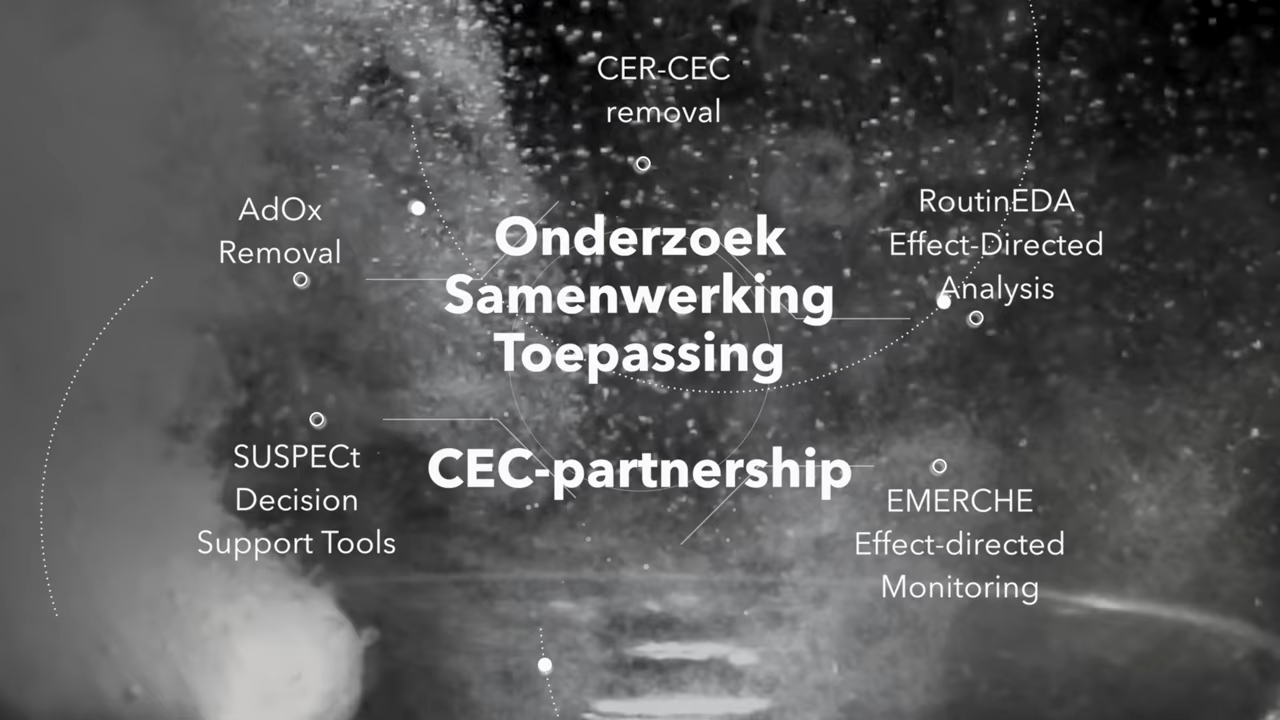 CER-CEC
removal
AdOx
Removal
RoutinEDA
Effect-Directed
Analysis
Onderzoek
Samenwerking
Toepassing
CEC-partnership
SUSPECt
Decision
Support Tools
EMERCHE
Effect-directed
Monitoring